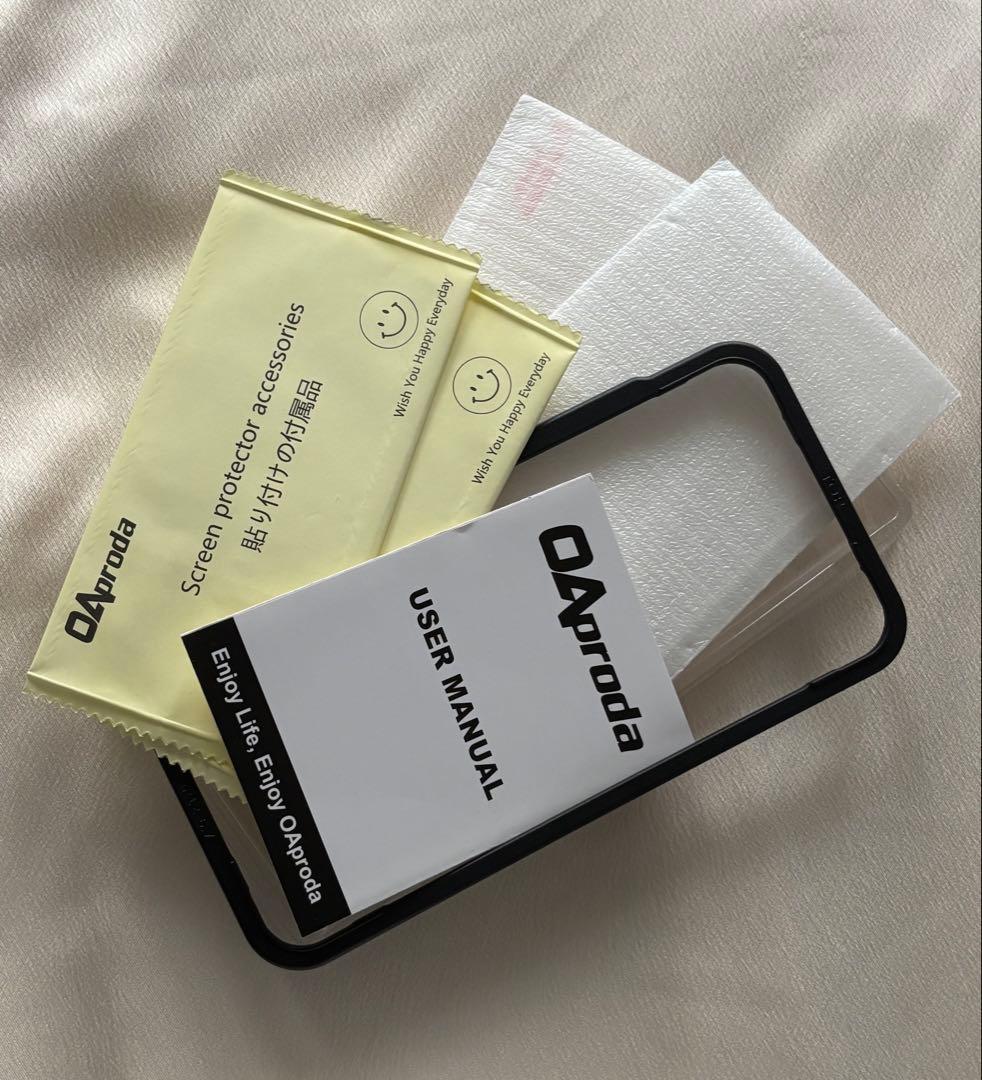 OAproda
Screen protector accessories
貼り付けの付属品
Wish You Happy Everyday
Wish You Happy Everyday
OAproda
USER MANUAL
Enjoy Life, Enjoy OAproda
TOP